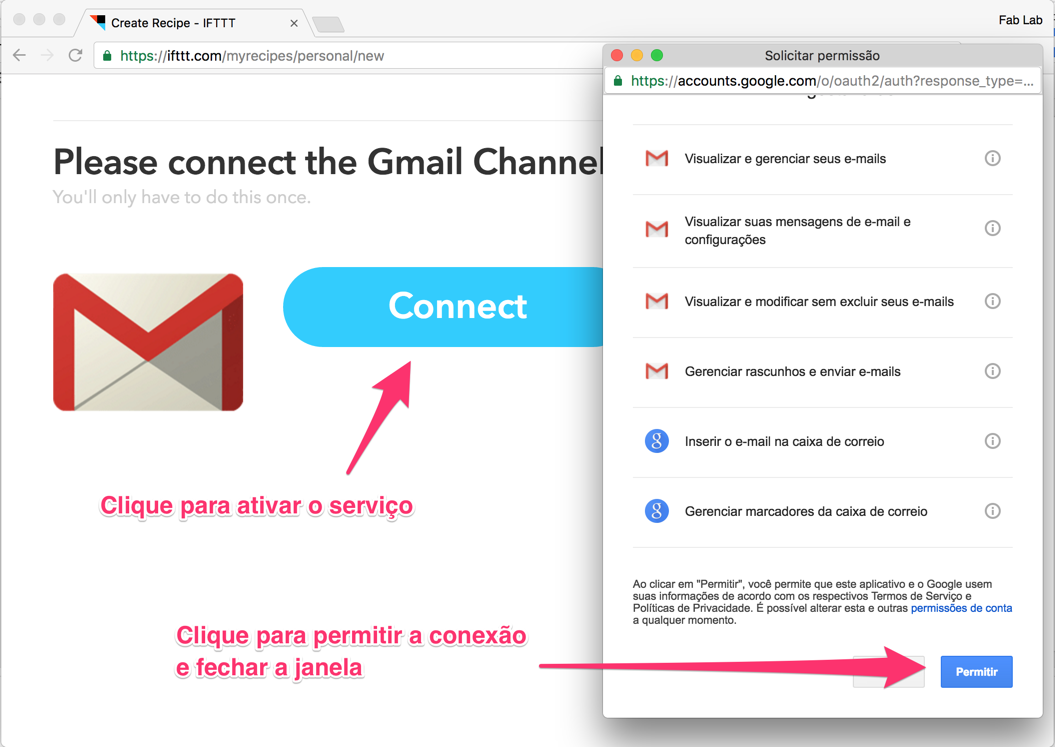 Create Recipe - IFTTT
Fab Lab
https://ifttt.com/myrecipes/personal/new
Please connect the Gmail Channel
You'll only have to do this once.
Connect
Clique para ativar o serviço
Clique para permitir a conexão
e fechar a janela
Solicitar permissão
https://accounts.google.com/o/oauth2/auth?response_type=...
Visualizar e gerenciar seus e-mails
Visualizar suas mensagens de e-mail e
configurações
Visualizar e modificar sem excluir seus e-mails
Gerenciar rascunhos e enviar e-mails
8 Inserir o e-mail na caixa de correio
8 Gerenciar marcadores da caixa de correio
Ao clicar em "Permitir", você permite que este aplicativo e o Google usem
suas informações de acordo com os respectivos Termos de Serviço e
Políticas de Privacidade. É possível alterar esta e outras permissões de conta
a qualquer momento.
Permitir